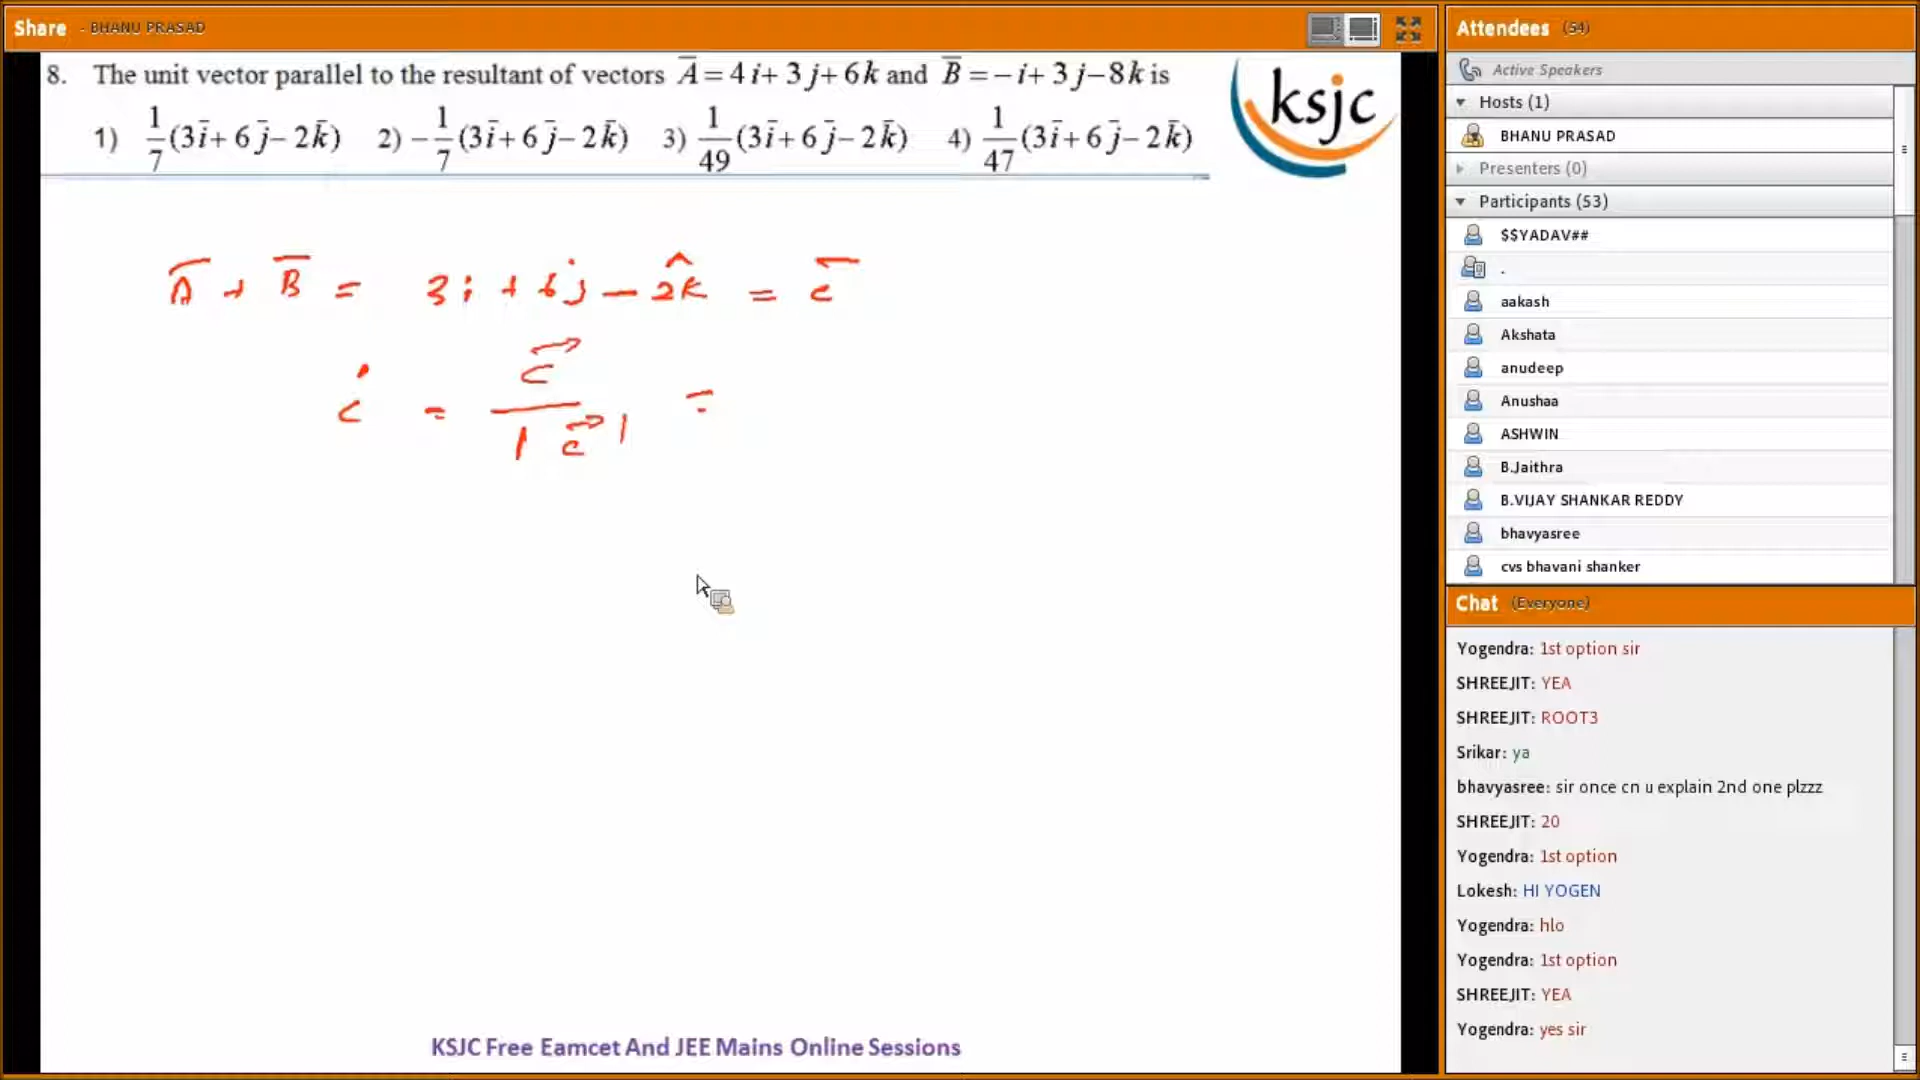 Share - BHANU PRASAD
8. The unit vector parallel to the resultant of vectors A̅ = 4i + 3j + 6k and B̅ = −i + 3j − 8k is
1) 1/7 (3i̅ + 6j̅ − 2k̅) 2) −1/7 (3i̅ + 6j̅ − 2k̅) 3) 1/49 (3i̅ + 6j̅ − 2k̅) 4) 1/47 (3i̅ + 6j̅ − 2k̅)
ksjc
A̅ + B̅ = 3i + 6j − 2k̂ = c̅
c = c⃗ / |c⃗| =
KSJC Free Eamcet And JEE Mains Online Sessions
Attendees (54)
Active Speakers
Hosts (1)
BHANU PRASAD
Presenters (0)
Participants (53)
$$YADAV##
.
aakash
Akshata
anudeep
Anushaa
ASHWIN
B.Jaithra
B.VIJAY SHANKAR REDDY
bhavyasree
cvs bhavani shanker
Chat (Everyone)
Yogendra: 1st option sir
SHREEJIT: YEA
SHREEJIT: ROOT3
Srikar: ya
bhavyasree: sir once cn u explain 2nd one plzzz
SHREEJIT: 20
Yogendra: 1st option
Lokesh: HI YOGEN
Yogendra: hlo
Yogendra: 1st option
SHREEJIT: YEA
Yogendra: yes sir